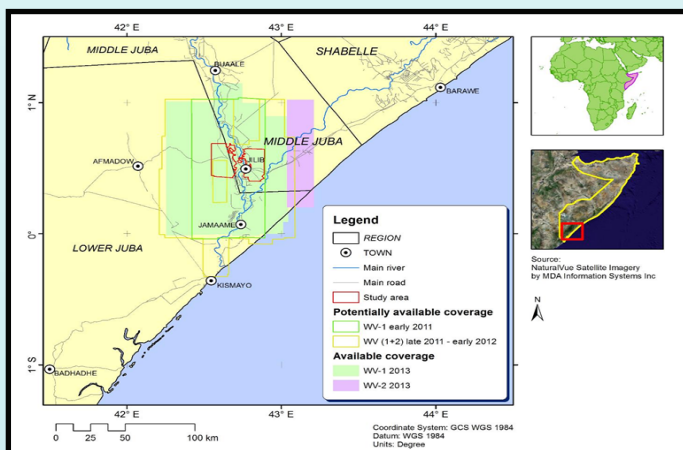 42° E
43° E
44° E
MIDDLE JUBA
SHABELLE
BUAALE
BARAWE
1° N
MIDDLE JUBA
AFMADOW
JILIB
JAMAAME
0°
LOWER JUBA
KISMAYO
1° S
BADHADHE
42° E
43° E
44° E
Legend
REGION
TOWN
Main river
Main road
Study area
Potentially available coverage
WV-1 early 2011
WV (1+2) late 2011 - early 2012
Available coverage
WV-1 2013
WV-2 2013
Source:
NaturalVue Satellite Imagery
by MDA Information Systems Inc
N
0 25 50 100 km
Coordinate System: GCS WGS 1984
Datum: WGS 1984
Units: Degree